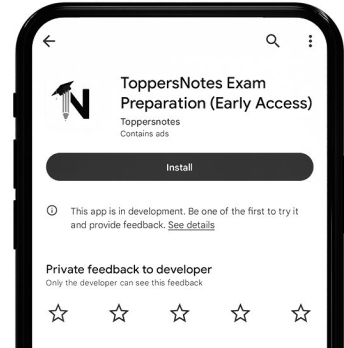 ToppersNotes Exam
Preparation (Early Access)
Toppersnotes
Contains ads
Install
This app is in development. Be one of the first to try it
and provide feedback. See details
Private feedback to developer
Only the developer can see this feedback